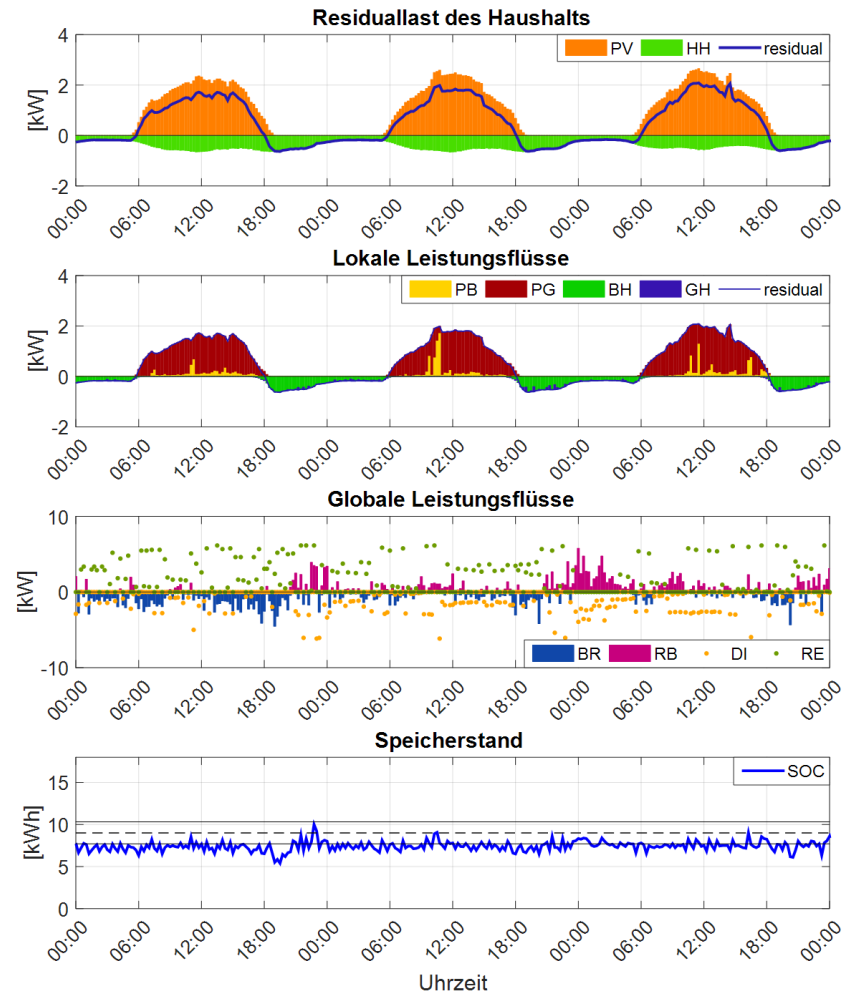 Residuallast des Haushalts
PV HH residual
[kW]
4
2
0
-2
00:00 06:00 12:00 18:00 00:00 06:00 12:00 18:00 00:00 06:00 12:00 18:00 00:00
Lokale Leistungsflüsse
PB PG BH GH residual
[kW]
4
2
0
-2
00:00 06:00 12:00 18:00 00:00 06:00 12:00 18:00 00:00 06:00 12:00 18:00 00:00
Globale Leistungsflüsse
[kW]
10
0
-10
BR RB DI RE
00:00 06:00 12:00 18:00 00:00 06:00 12:00 18:00 00:00 06:00 12:00 18:00 00:00
Speicherstand
SOC
[kWh]
15
10
5
0
00:00 06:00 12:00 18:00 00:00 06:00 12:00 18:00 00:00 06:00 12:00 18:00 00:00
Uhrzeit